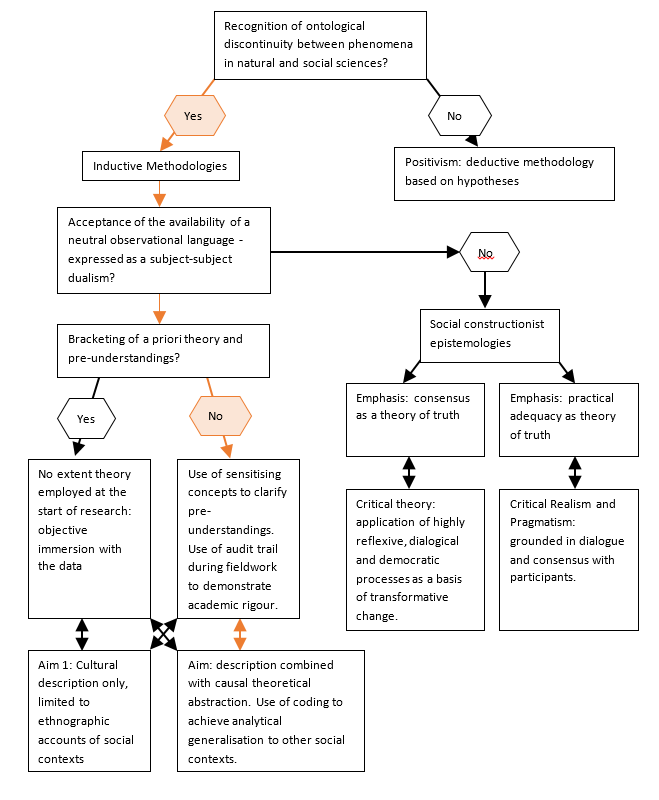 Recognition of ontological
discontinuity between phenomena
in natural and social sciences?
Yes
No
Inductive Methodologies
Positivism: deductive methodology
based on hypotheses
Acceptance of the availability of a
neutral observational language -
expressed as a subject-subject
dualism?
No
Bracketing of a priori theory and
pre-understandings?
Social constructionist
epistemologies
Yes
No
Emphasis: consensus
as a theory of truth
Emphasis: practical
adequacy as theory
of truth
No extent theory
employed at the
start of research:
objective
immersion with
the data
Use of sensitising
concepts to clarify
pre-
understandings.
Use of audit trail
during fieldwork
to demonstrate
academic rigour.
Critical theory:
application of highly
reflexive, dialogical
and democratic
processes as a basis
of transformative
change.
Critical Realism and
Pragmatism:
grounded in dialogue
and consensus with
participants.
Aim 1: Cultural
description only,
limited to
ethnographic
accounts of social
contexts
Aim: description combined
with causal theoretical
abstraction. Use of coding to
achieve analytical
generalisation to other social
contexts.